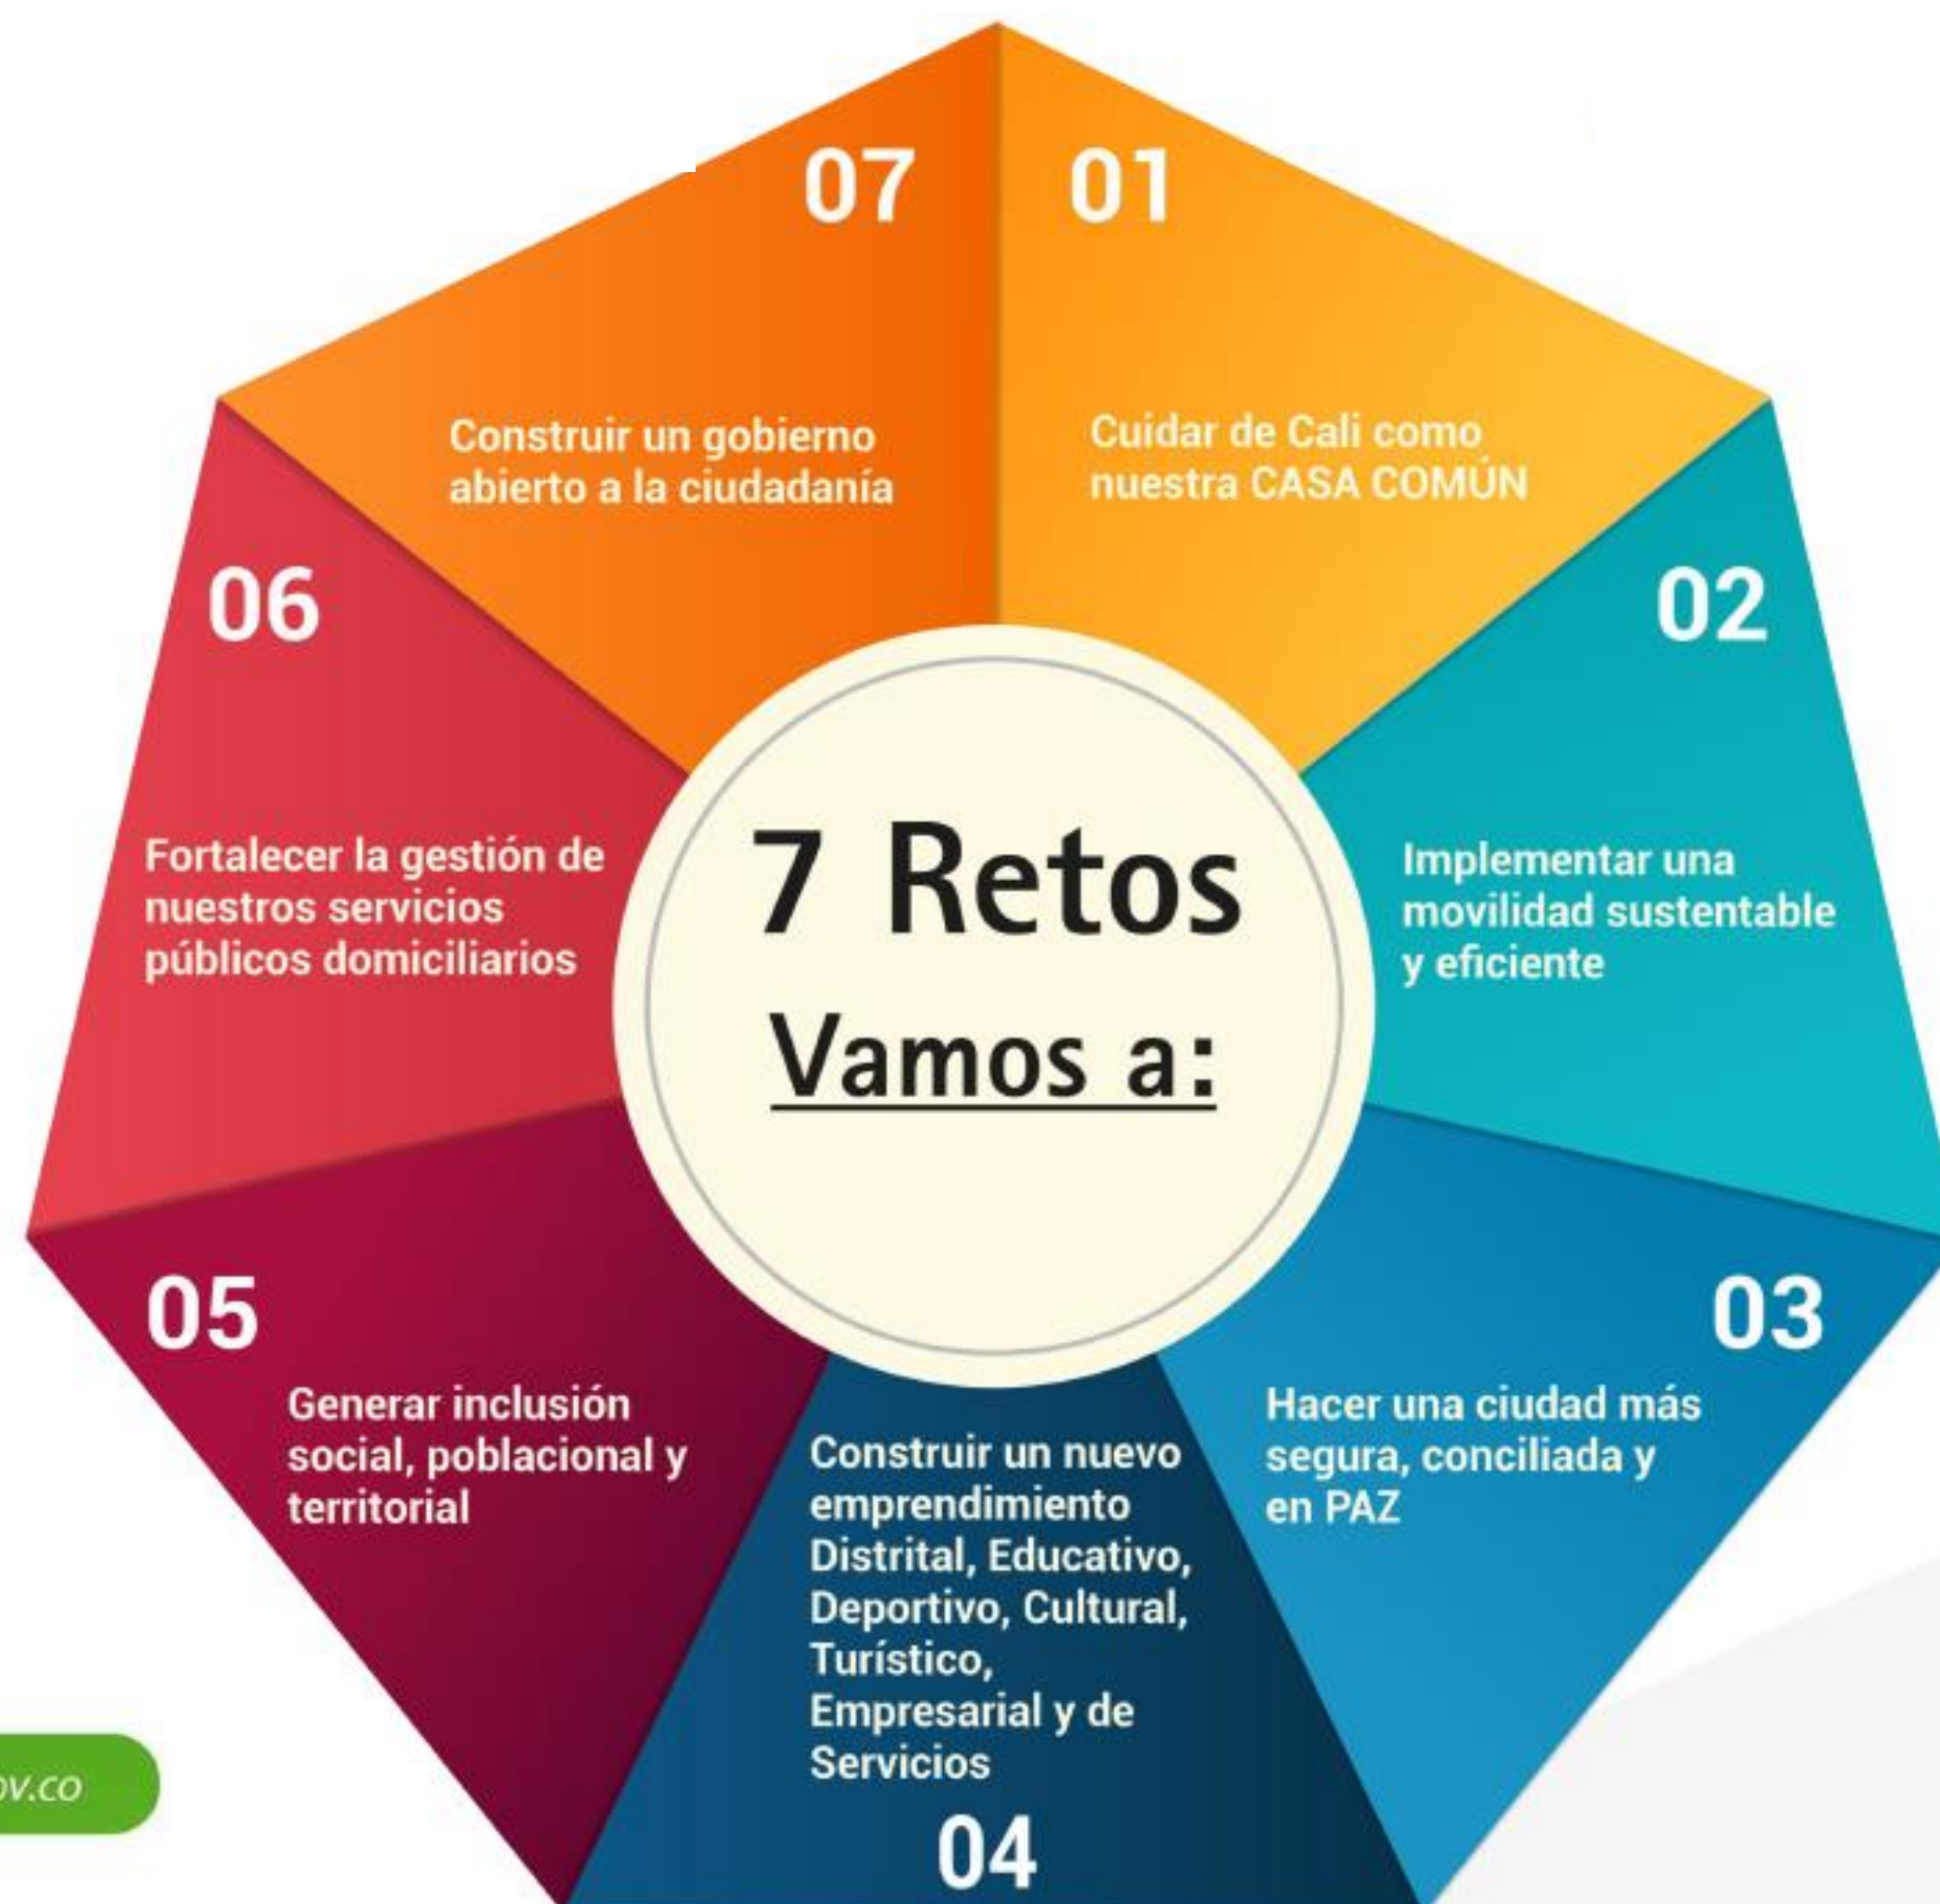 7 Retos
Vamos a:
01
Cuidar de Cali como
nuestra CASA COMÚN
02
Implementar una
movilidad sustentable
y eficiente
03
Hacer una ciudad más
segura, conciliada y
en PAZ
Construir un nuevo
emprendimiento
Distrital, Educativo,
Deportivo, Cultural,
Turístico,
Empresarial y de
Servicios
04
05
Generar inclusión
social, poblacional y
territorial
06
Fortalecer la gestión de
nuestros servicios
públicos domiciliarios
07
Construir un gobierno
abierto a la ciudadanía
.co